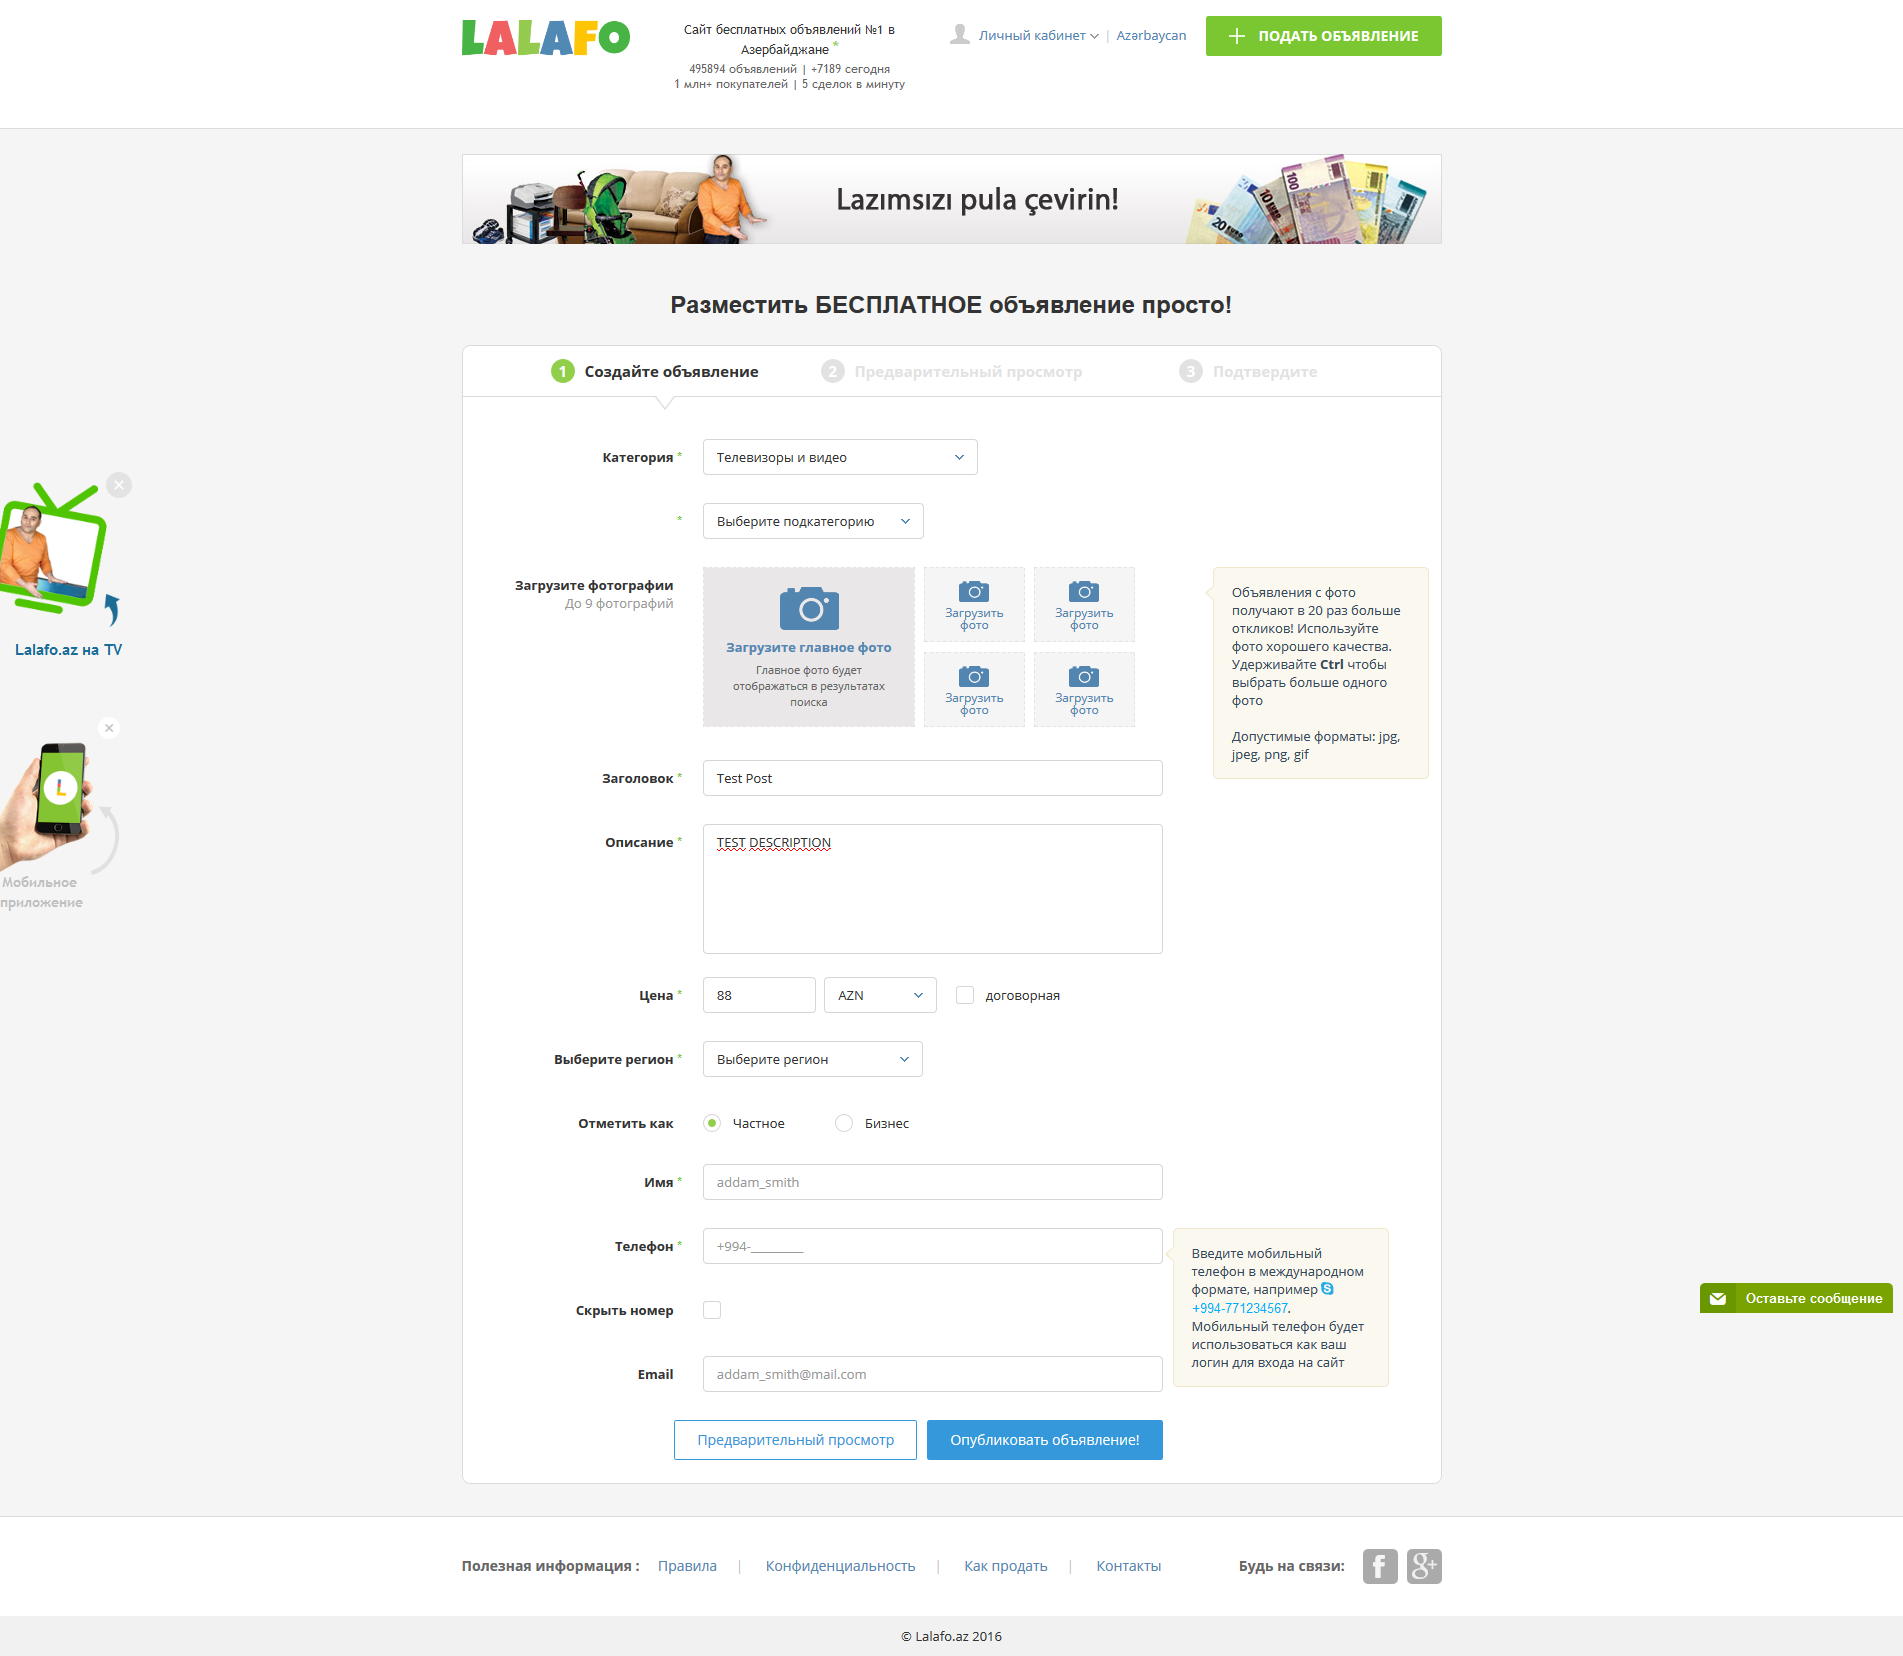 LALAFO
Сайт бесплатных объявлений №1 в
Азербайджане *
495894 объявлений | +7189 сегодня
1 млн+ покупателей | 5 сделок в минуту
Личный кабинет | Azərbaycan
ПОДАТЬ ОБЪЯВЛЕНИЕ
Lazımsızı pula çevirin!
20 EURO
10
100
Разместить БЕСПЛАТНОЕ объявление просто!
1 Создайте объявление
2 Предварительный просмотр
3 Подтвердите
Категория *
Телевизоры и видео
*
Выберите подкатегорию
Загрузите фотографии
До 9 фотографий
Загрузите главное фото
Главное фото будет
отображаться в результатах
поиска
Загрузить
фото
Загрузить
фото
Загрузить
фото
Загрузить
фото
Объявления с фото
получают в 20 раз больше
откликов! Используйте
фото хорошего качества.
Удерживайте Ctrl чтобы
выбрать больше одного
фото
Допустимые форматы: jpg,
jpeg, png, gif
Lalafo.az на TV
L
Мобильное
приложение
Заголовок *
Test Post
Описание *
TEST DESCRIPTION
Цена *
88
AZN
договорная
Выберите регион *
Выберите регион
Отметить как
Частное
Бизнес
Имя *
addam_smith
Телефон *
+994-_________
Введите мобильный
телефон в международном
формате, например
+994-771234567.
Мобильный телефон будет
использоваться как ваш
логин для входа на сайт
Скрыть номер
Email
addam_smith@mail.com
Оставьте сообщение
Предварительный просмотр
Опубликовать объявление!
Полезная информация : Правила | Конфиденциальность | Как продать | Контакты
Будь на связи: f g+
© Lalafo.az 2016